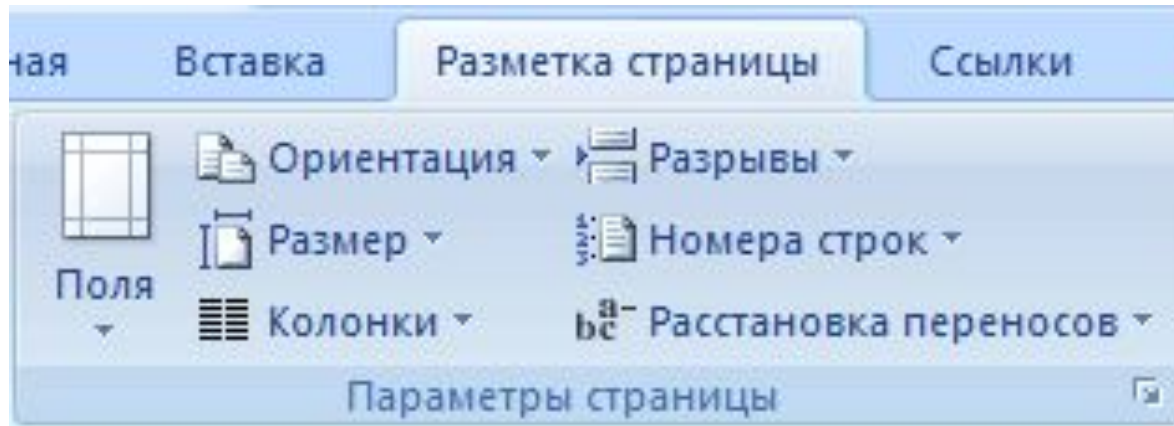 ная Вставка Разметка страницы Ссылки
Ориентация Разрывы
Размер Номера строк
Поля
Колонки Расстановка переносов
Параметры страницы